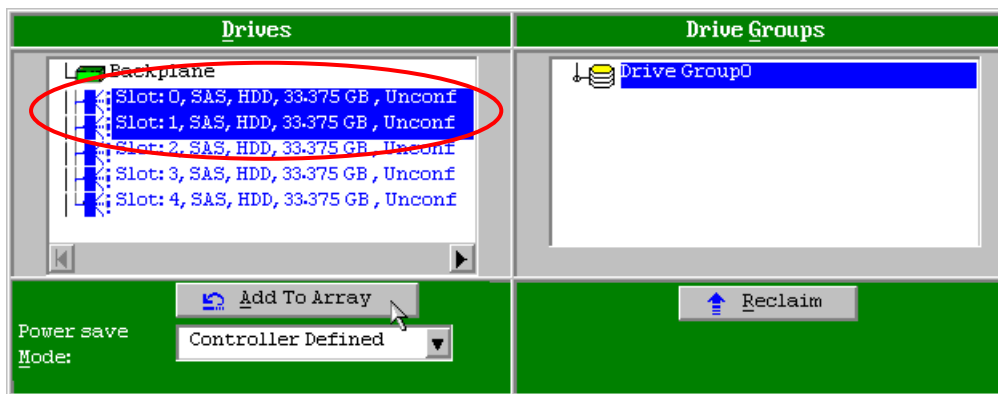 Drives
Drive Groups
Backplane
Slot: 0, SAS, HDD, 33.375 GB , Unconf
Slot: 1, SAS, HDD, 33.375 GB , Unconf
Slot: 2, SAS, HDD, 33.375 GB , Unconf
Slot: 3, SAS, HDD, 33.375 GB , Unconf
Slot: 4, SAS, HDD, 33.375 GB , Unconf
Drive Group0
Add To Array
Reclaim
Power save
Mode:
Controller Defined